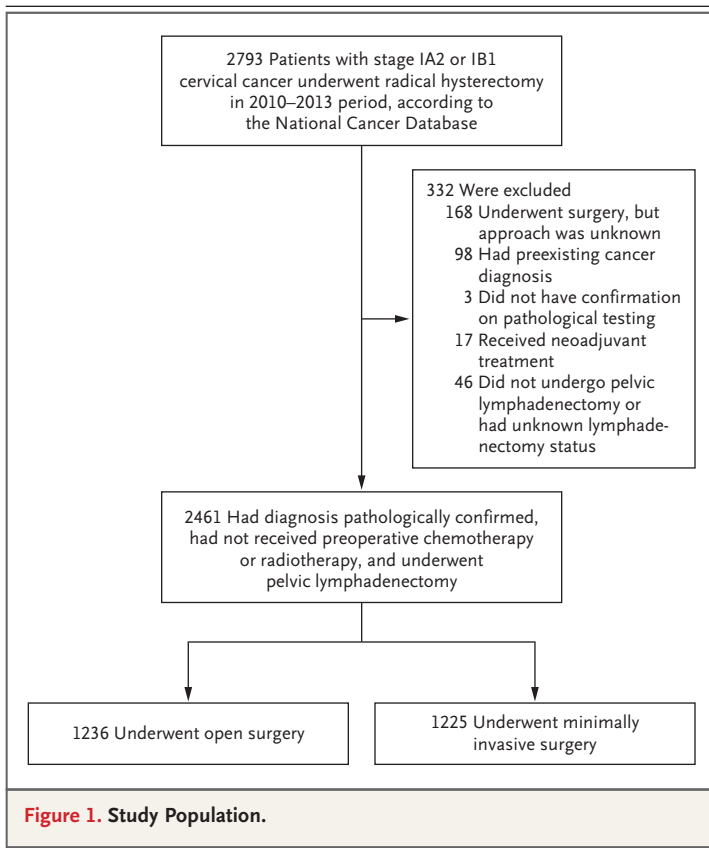 2793 Patients with stage IA2 or IB1
cervical cancer underwent radical hysterectomy
in 2010–2013 period, according to
the National Cancer Database
332 Were excluded
168 Underwent surgery, but
approach was unknown
98 Had preexisting cancer
diagnosis
3 Did not have confirmation
on pathological testing
17 Received neoadjuvant
treatment
46 Did not undergo pelvic
lymphadenectomy or
had unknown lymphade-
nectomy status
2461 Had diagnosis pathologically confirmed,
had not received preoperative chemotherapy
or radiotherapy, and underwent
pelvic lymphadenectomy
1236 Underwent open surgery
1225 Underwent minimally
invasive surgery
Figure 1. Study Population.